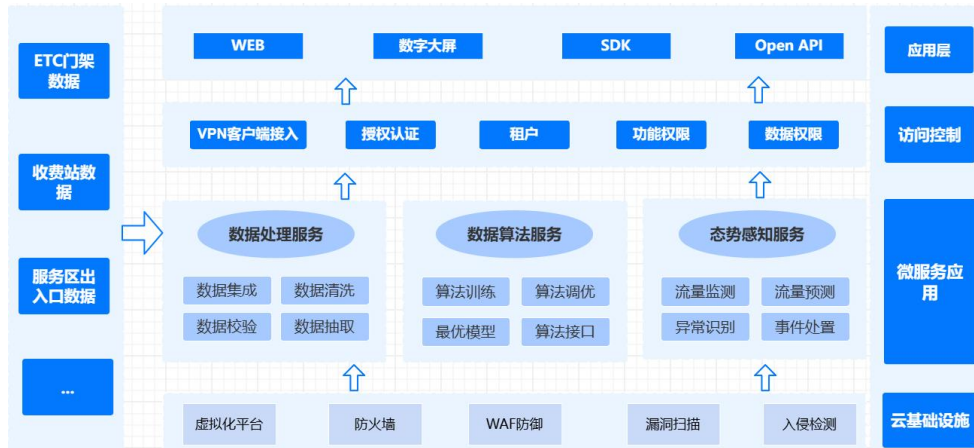 ETC门架
数据
收费站数
据
服务区出
入口数据
...
WEB
数字大屏
SDK
Open API
应用层
VPN客户端接入
授权认证
租户
功能权限
数据权限
访问控制
数据处理服务
数据集成
数据清洗
数据校验
数据抽取
数据算法服务
算法训练
算法调优
最优模型
算法接口
态势感知服务
流量监测
流量预测
异常识别
事件处置
微服务应
用
虚拟化平台
防火墙
WAF防御
漏洞扫描
入侵检测
云基础设施